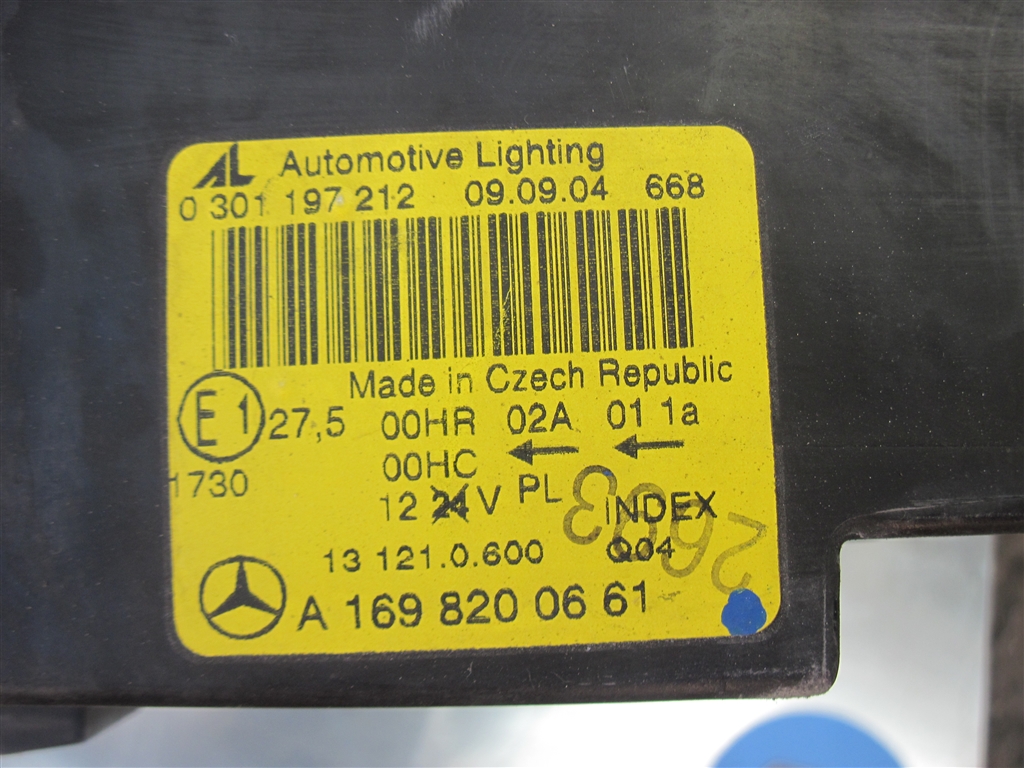 AL Automotive Lighting
0 301 197 212 09.09.04 668
Made in Czech Republic
E1 27,5 00HR 02A 01 1a
00HC
1730
12 24 V PL INDEX
13 121.0.600 Q04
A 169 820 06 61
2603